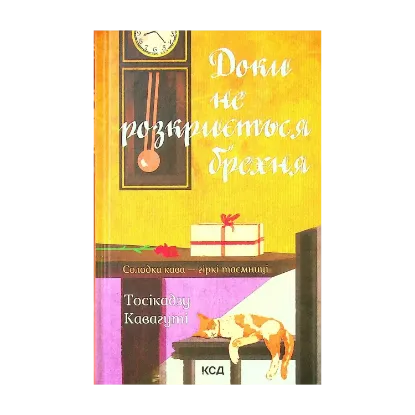 Доки
не
розкриється
брехня
Солодка кава — гіркі таємниці
Тосікадзу
Кавагуті
КСД